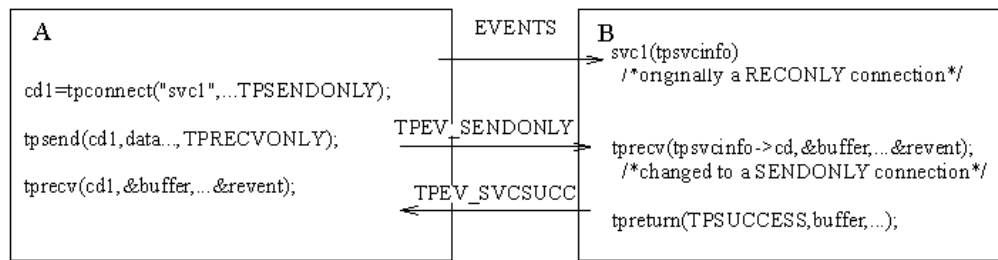 A
cd1=tpconnect("svc1",...TPSENDONLY);
tpsend(cd1,data..., TPRECVONLY);
tprecv(cd1,&buffer,...&revent);
EVENTS
TPEV_SENDONLY
TPEV_SVCSUCC
B
svc1(tpsvcinfo)
/*originally a RECONLY connection*/
tprecv(tpsvcinfo->cd,&buffer,...&revent);
/*changed to a SENDONLY connection*/
tpreturn(TPSUCCESS,buffer,...);